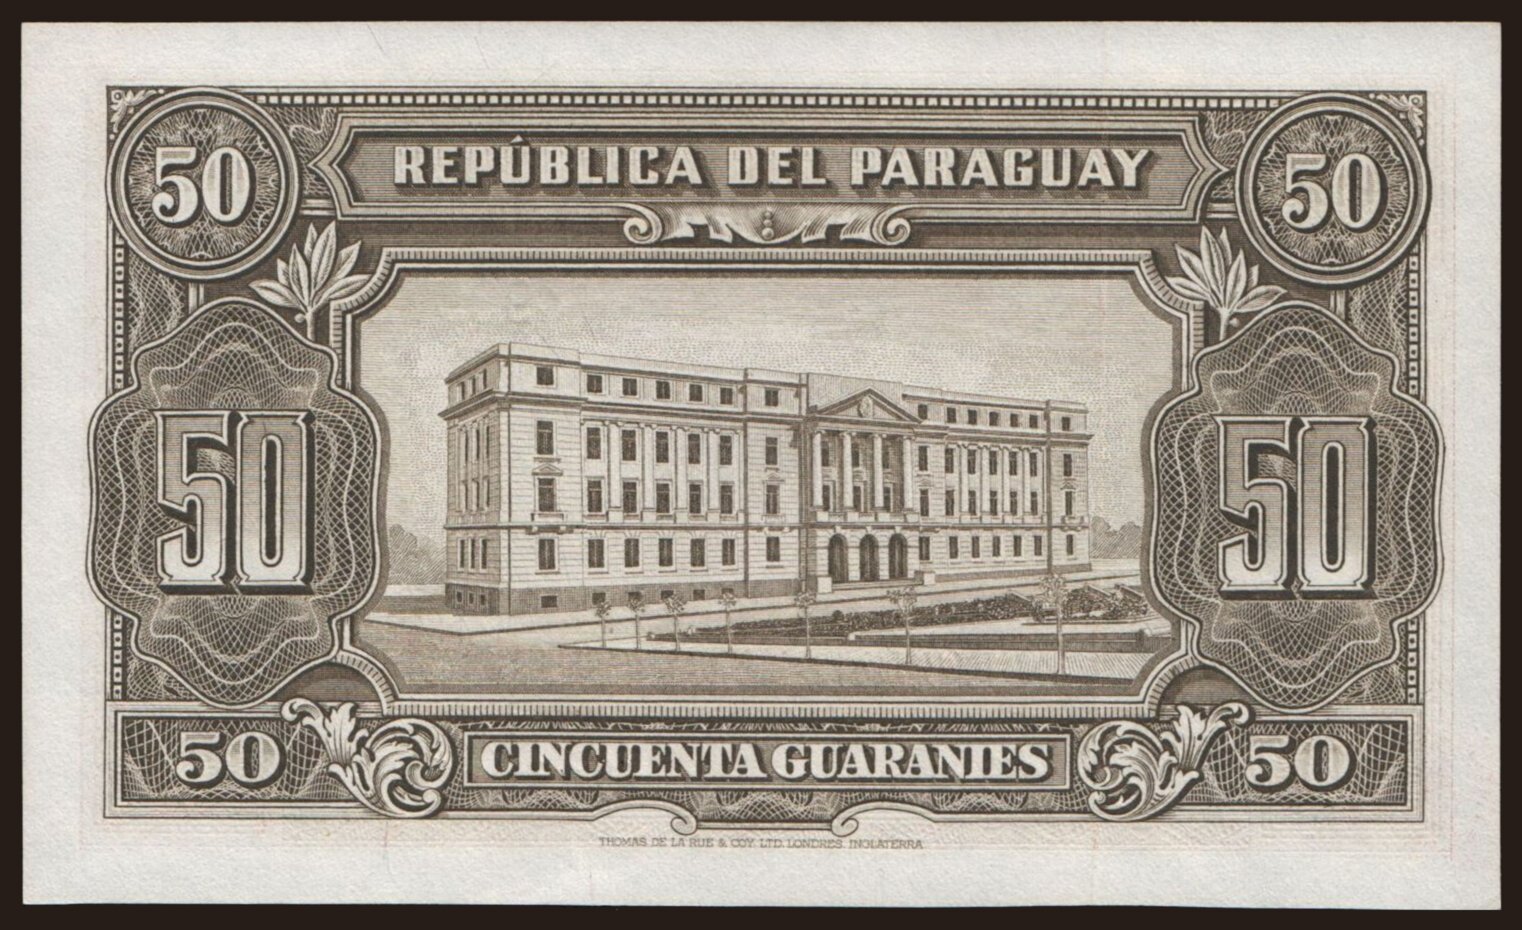 50 REPÚBLICA DEL PARAGUAY 50
50 50
50 CINCUENTA GUARANIES 50
THOMAS DE LA RUE & COY. LTD. LONDRES. INGLATERRA